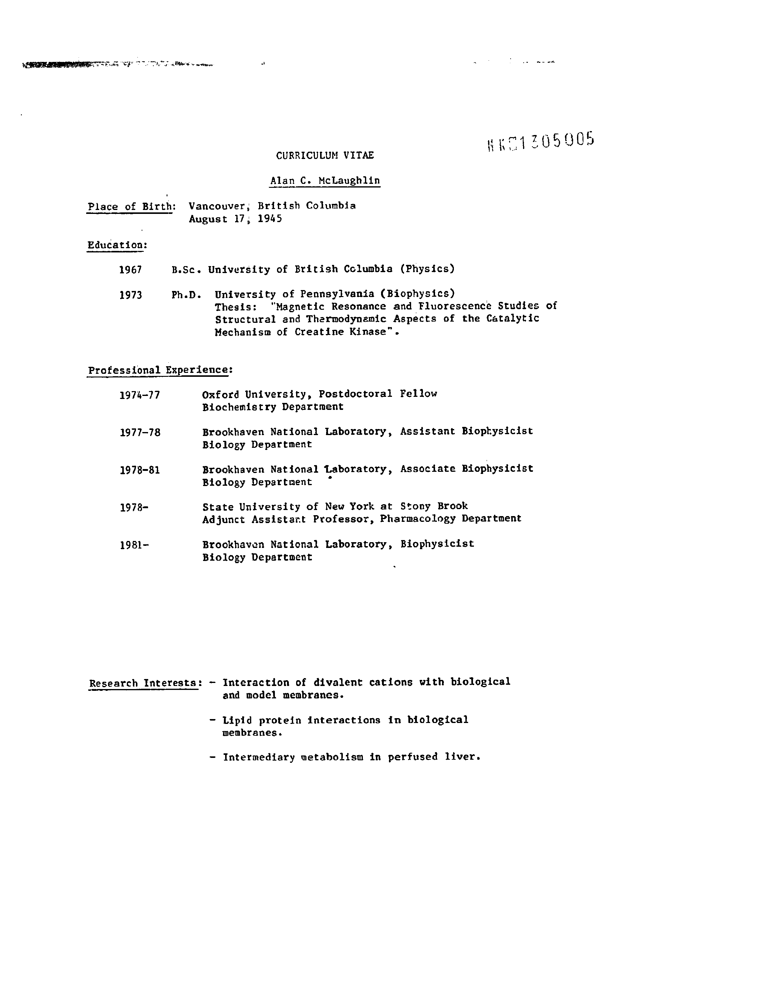 1305005
CURRICULUM VITAE
Alan C. McLaughlin
Place of Birth: Vancouver, British Columbia
August 17, 1945
Education:
1967 B.Sc. University of British Columbia (Physics)
1973 Ph.D. University of Pennsylvania (Biophysics)
Thesis: "Magnetic Resonance and Fluorescence Studies of
Structural and Thermodynamic Aspects of the Catalytic
Mechanism of Creatine Kinase".
Professional Experience:
1974-77 Oxford University, Postdoctoral Fellow
Biochemistry Department
1977-78 Brookhaven National Laboratory, Assistant Biophysicist
Biology Department
1978-81 Brookhaven National Laboratory, Associate Biophysicist
Biology Department
1978- State University of New York at Stony Brook
Adjunct Assistant Professor, Pharmacology Department
1981- Brookhaven National Laboratory, Biophysicist
Biology Department
Research Interests: - Interaction of divalent cations with biological
and model membranes.
- Lipid protein interactions in biological
membranes.
- Intermediary metabolism in perfused liver.